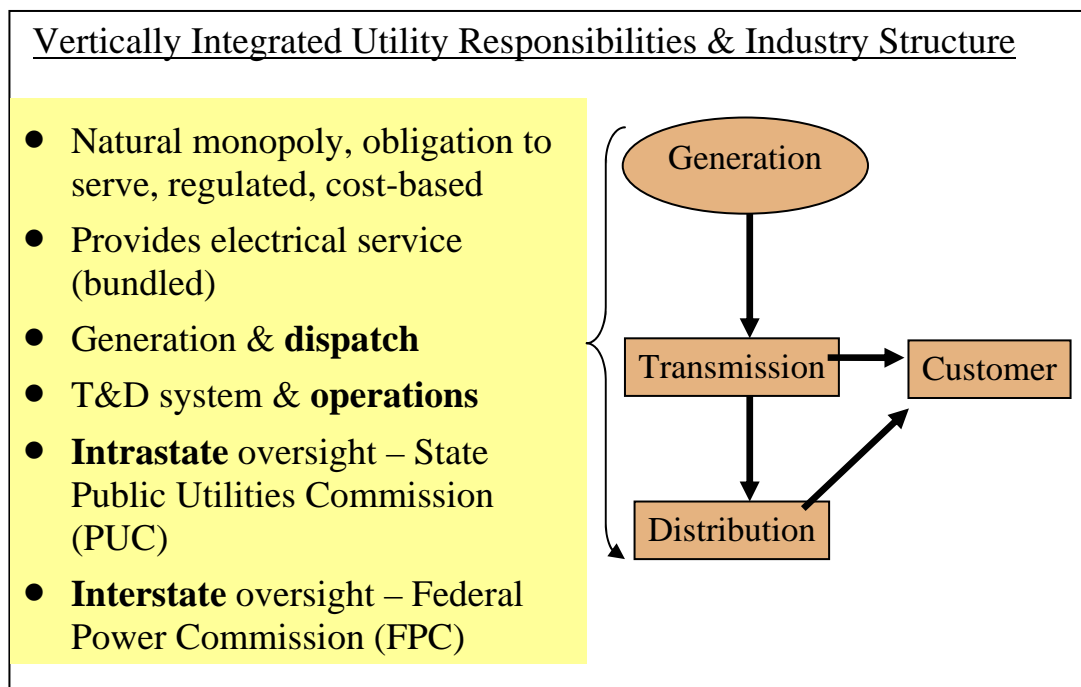 Vertically Integrated Utility Responsibilities & Industry Structure
● Natural monopoly, obligation to
serve, regulated, cost-based
● Provides electrical service
(bundled)
● Generation & dispatch
● T&D system & operations
● Intrastate oversight – State
Public Utilities Commission
(PUC)
● Interstate oversight – Federal
Power Commission (FPC)
Generation
Transmission
Customer
Distribution